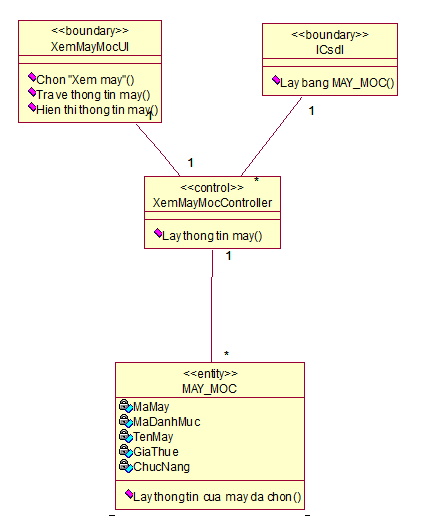 <<boundary>>
XemMayMocUI
Chon "Xem may"()
Tra ve thong tin may()
Hien thi thong tin may()
<<boundary>>
ICsdl
Lay bang MAY_MOC()
1
1
1
*
<<control>>
XemMayMocController
Lay thong tin may()
1
*
<<entity>>
MAY_MOC
MaMay
MaDanhMuc
TenMay
GiaThue
ChucNang
Lay thong tin cua may da chon()